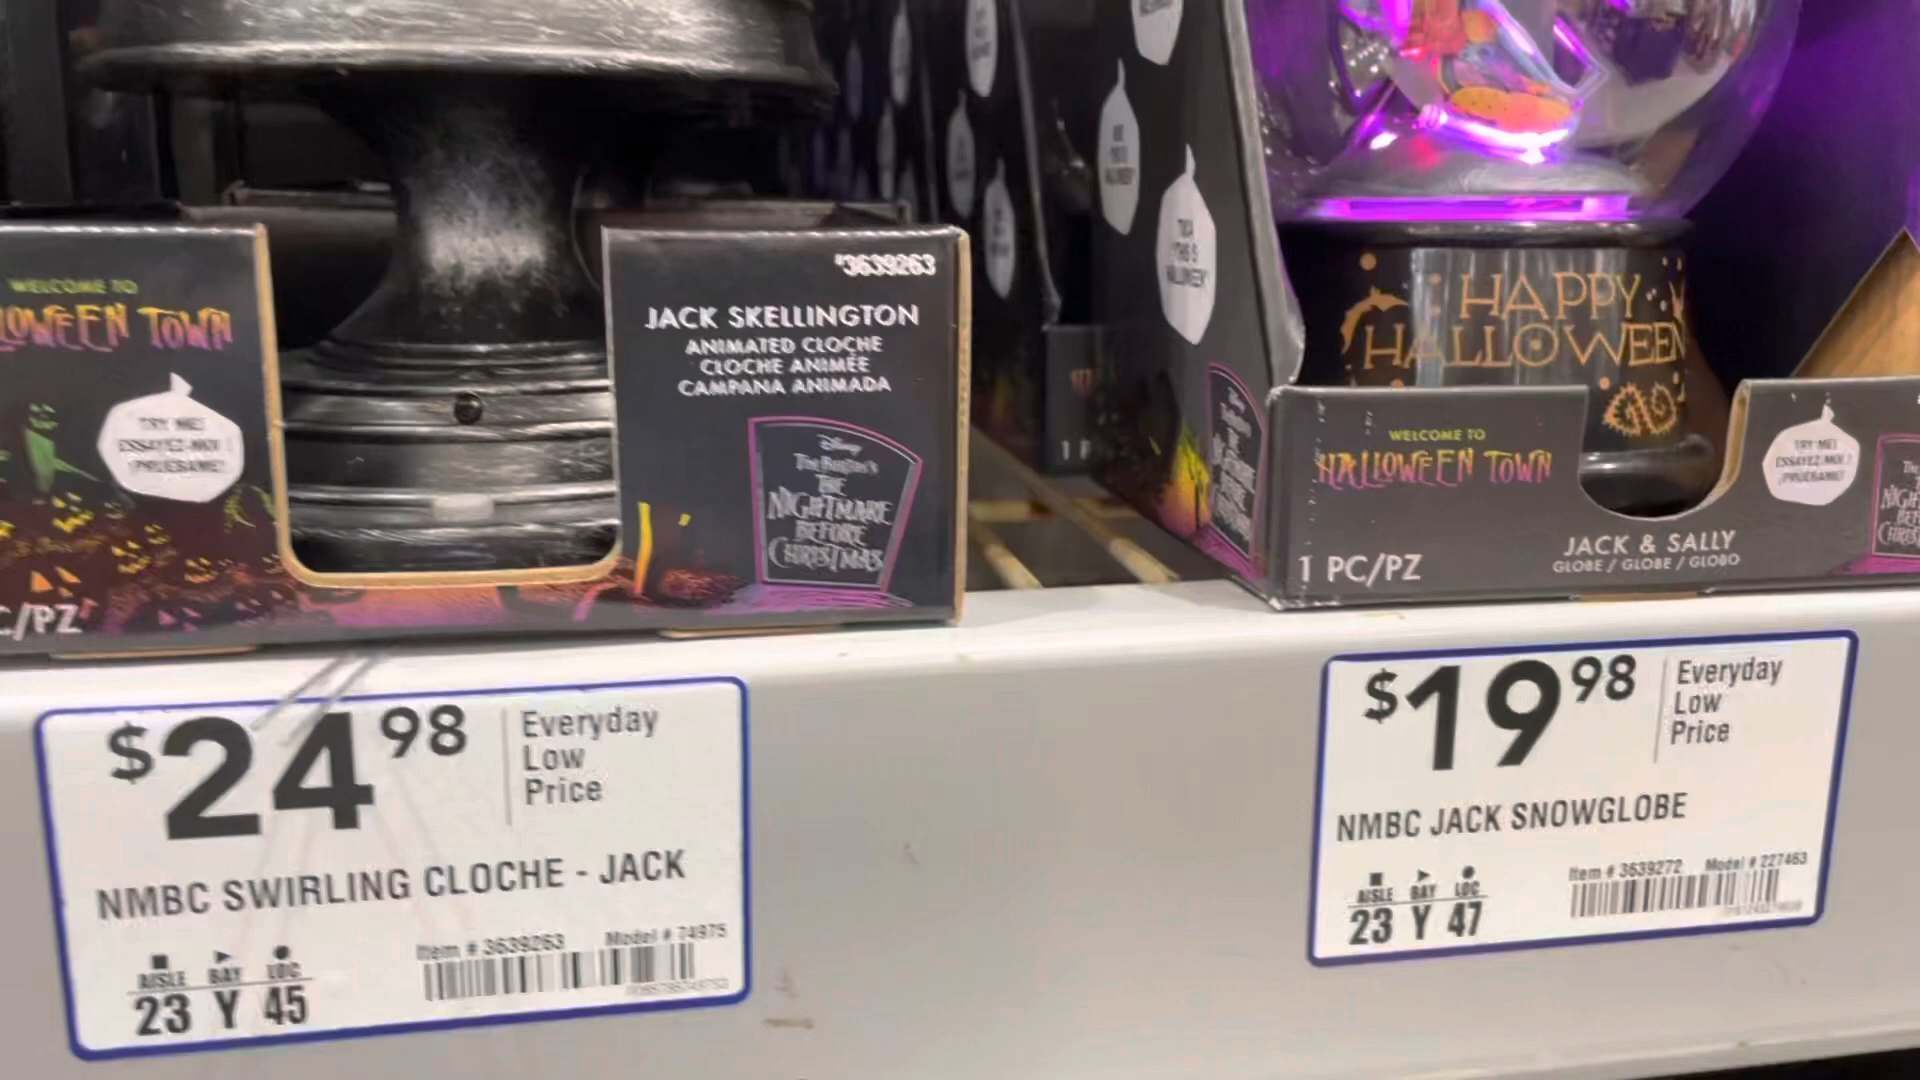 WELCOME TO
LOWEEN TOWN
TRY ME!
ESSAYEZ-MOI!
¡PRUÉBAME!
C./PZ
#3639263
JACK SKELLINGTON
ANIMATED CLOCHE
CLOCHE ANIMÉE
CAMPANA ANIMADA
Disney
THE
NIGHTMARE
BEFORE
CHRISTMAS
HAPPY
HALLOWEEN
WELCOME TO
HALLOWEEN TOWN
TRY ME!
ESSAYEZ-MOI!
¡PRUÉBAME!
1 PC/PZ
JACK & SALLY
GLOBE / GLOBE / GLOBO
$24 98
Everyday
Low
Price
NMBC SWIRLING CLOCHE - JACK
AISLE BAY LOC
23 Y 45
Item # 3639263 Model # 74975
$19 98
Everyday
Low
Price
NMBC JACK SNOWGLOBE
AISLE BAY LOC
23 Y 47
Item # 3639272 Model # 227463